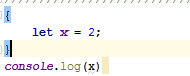 {
let x = 2;
}
console.log(x)